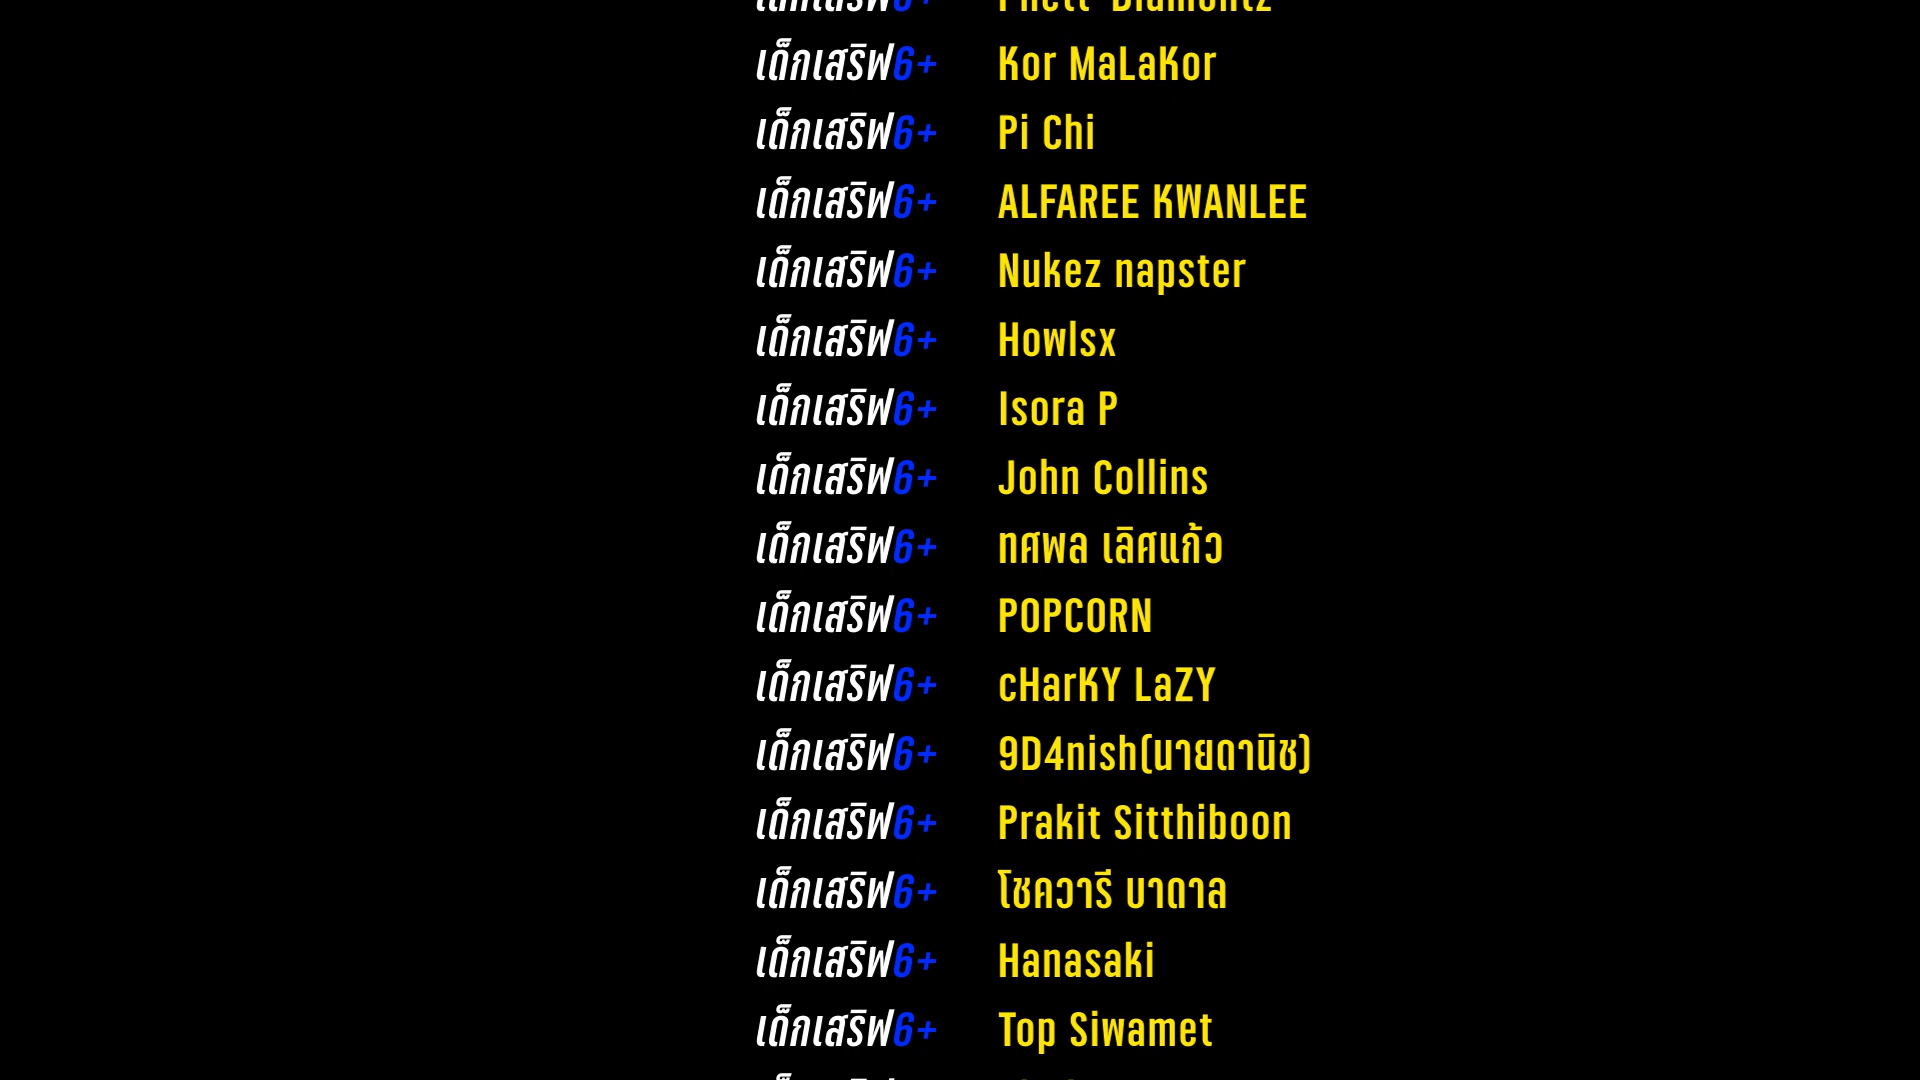 เด็กเสริฟ6+ Kor MaLaKor
เด็กเสริฟ6+ Pi Chi
เด็กเสริฟ6+ ALFAREE KWANLEE
เด็กเสริฟ6+ Nukez napster
เด็กเสริฟ6+ Howlsx
เด็กเสริฟ6+ Isora P
เด็กเสริฟ6+ John Collins
เด็กเสริฟ6+ ทศพล เลิศแก้ว
เด็กเสริฟ6+ POPCORN
เด็กเสริฟ6+ cHarKY LaZY
เด็กเสริฟ6+ 9D4nish(นายดานิช)
เด็กเสริฟ6+ Prakit Sitthiboon
เด็กเสริฟ6+ โชควารี บาดาล
เด็กเสริฟ6+ Hanasaki
เด็กเสริฟ6+ Top Siwamet